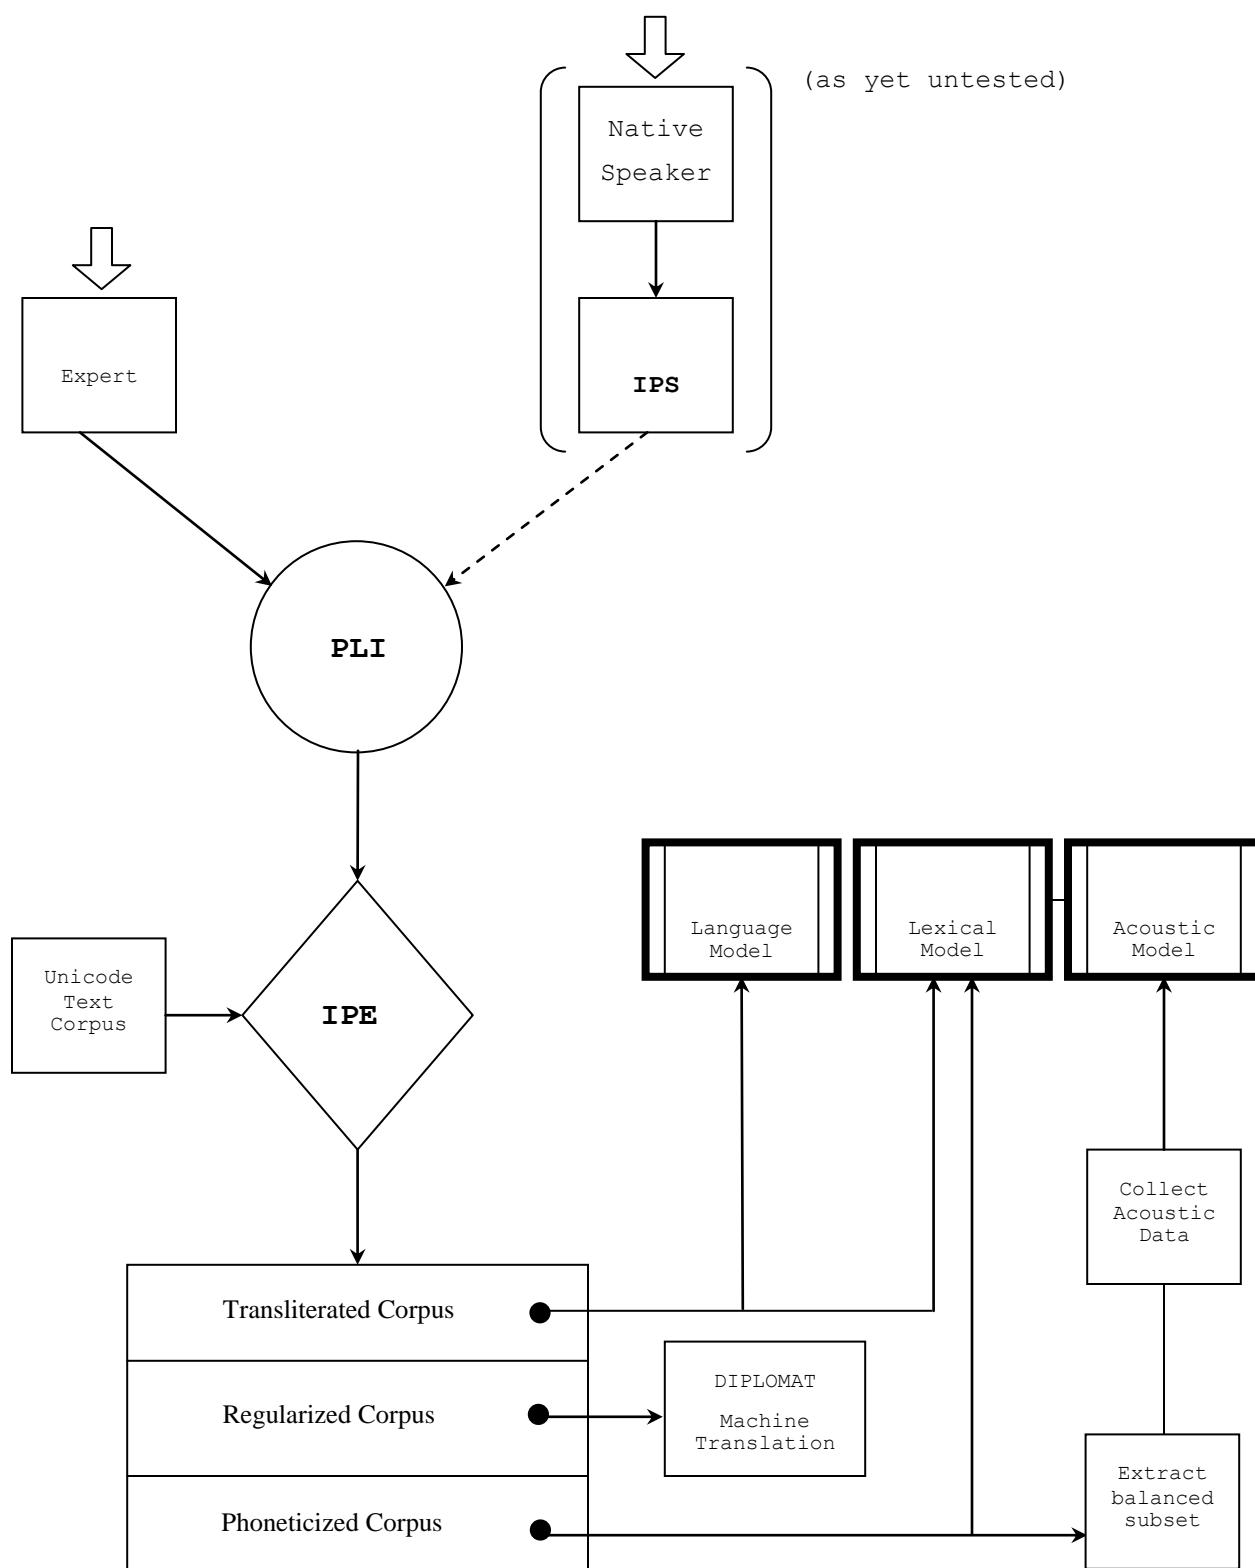 (as yet untested)
Native
Speaker
Expert
IPS
PLI
Language
Model
Lexical
Model
Acoustic
Model
Unicode
Text
Corpus
IPE
Collect
Acoustic
Data
Transliterated Corpus
DIPLOMAT
Machine
Translation
Regularized Corpus
Extract
balanced
subset
Phoneticized Corpus